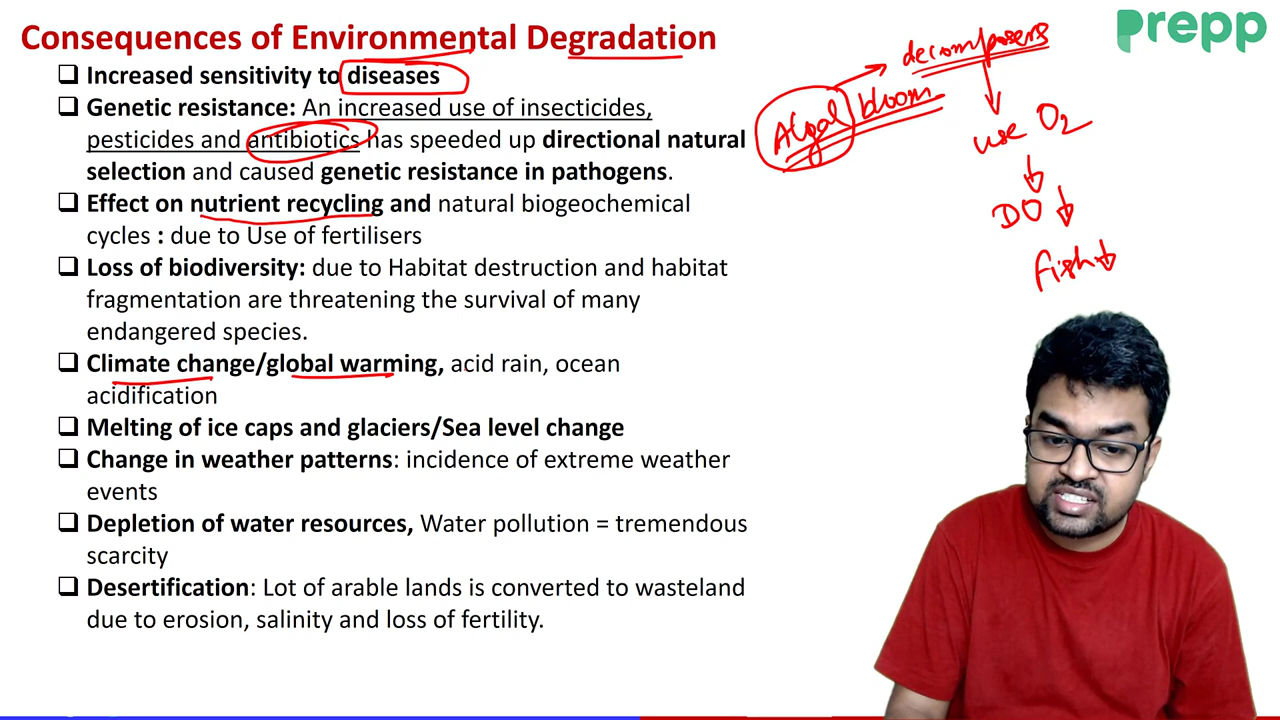 Consequences of Environmental Degradation
❑ Increased sensitivity to diseases
❑ Genetic resistance: An increased use of insecticides,
pesticides and antibiotics has speeded up directional natural
selection and caused genetic resistance in pathogens.
❑ Effect on nutrient recycling and natural biogeochemical
cycles : due to Use of fertilisers
❑ Loss of biodiversity: due to Habitat destruction and habitat
fragmentation are threatening the survival of many
endangered species.
❑ Climate change/global warming, acid rain, ocean
acidification
❑ Melting of ice caps and glaciers/Sea level change
❑ Change in weather patterns: incidence of extreme weather
events
❑ Depletion of water resources, Water pollution = tremendous
scarcity
❑ Desertification: Lot of arable lands is converted to wasteland
due to erosion, salinity and loss of fertility.
Prepp
Algal bloom → decomposers
↓
use O2
↓
DO ↓
Fish ↓